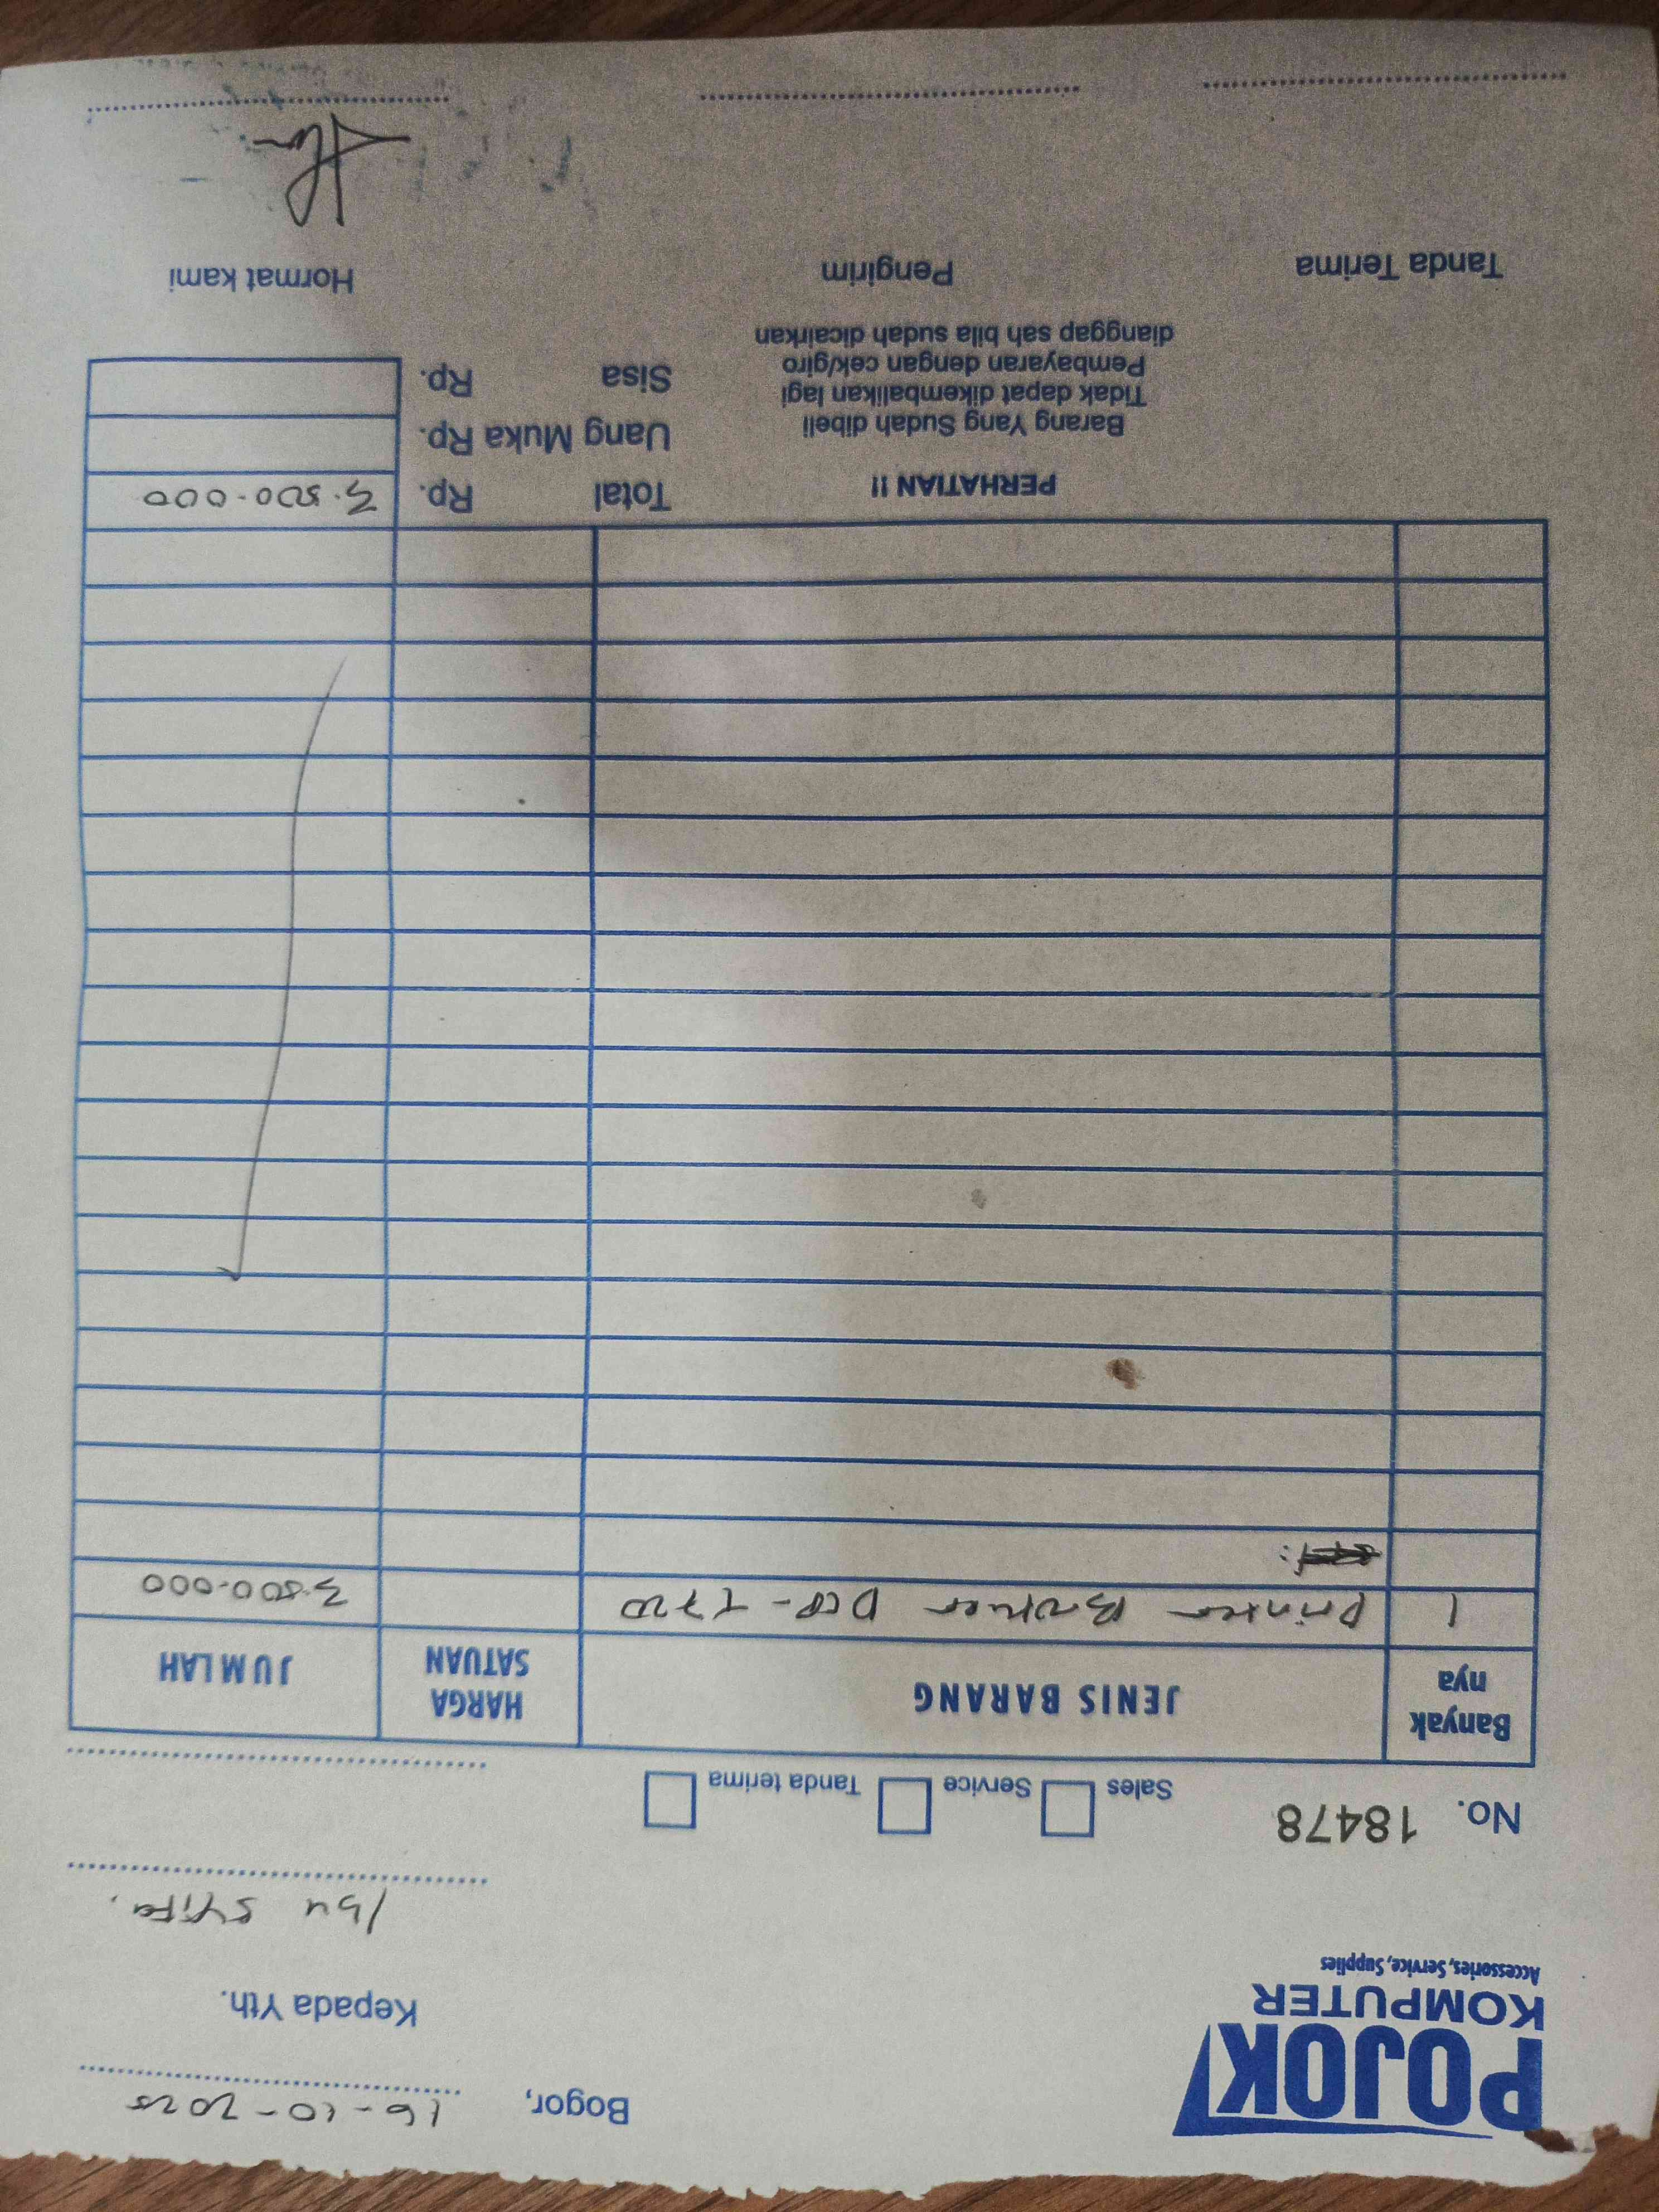 POJOK
KOMPUTER
Accessories, Service, Supplies
Bogor, 16-10-2025
Kepada Yth.
Ibu Syifa.
No. 18478
Sales Service Tanda terima
Banyak nya JENIS BARANG HARGA SATUAN JUMLAH
1 Printer Brother DCP-T720 3.500.000
Total Rp. 3.500.000
Uang Muka Rp.
Sisa Rp.
PERHATIAN !!
Barang Yang Sudah dibeli
Tidak dapat dikembalikan lagi
Pembayaran dengan cek/giro
dianggap sah bila sudah dicairkan
Tanda Terima Pengirim Hormat kami